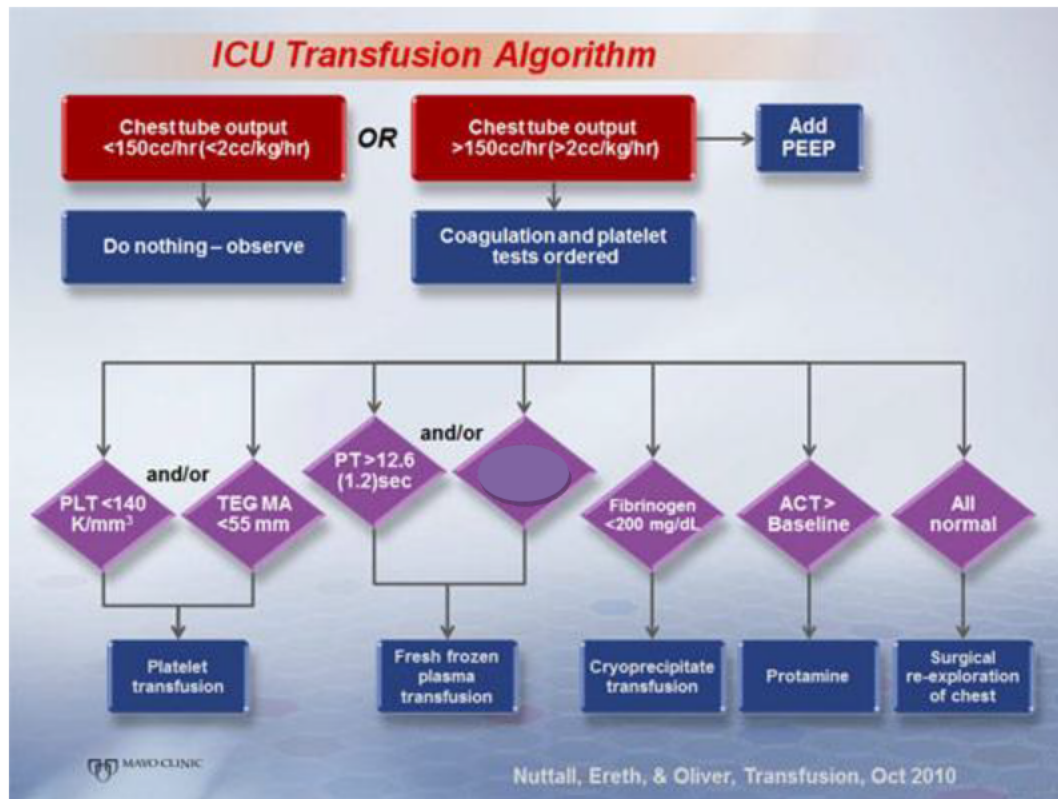 ICU Transfusion Algorithm
Chest tube output
<150cc/hr(<2cc/kg/hr)
OR
Chest tube output
>150cc/hr(>2cc/kg/hr)
Add
PEEP
Do nothing – observe
Coagulation and platelet
tests ordered
PLT <140
K/mm³
and/or
TEG MA
<55 mm
PT >12.6
(1.2)sec
and/or
Fibrinogen
<200 mg/dL
ACT >
Baseline
All
normal
Platelet
transfusion
Fresh frozen
plasma
transfusion
Cryoprecipitate
transfusion
Protamine
Surgical
re-exploration
of chest
MAYO CLINIC
Nuttall, Ereth, & Oliver, Transfusion, Oct 2010